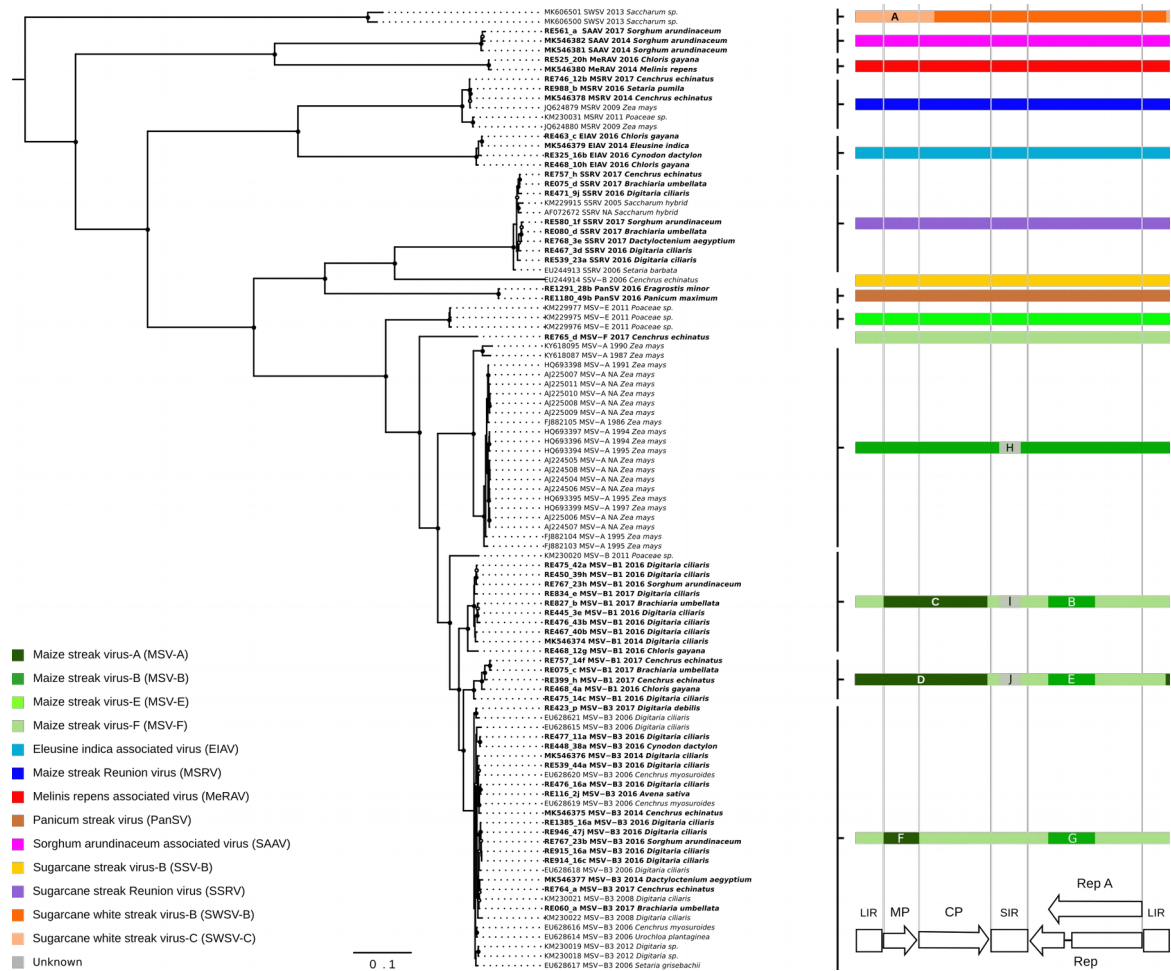 MK606501 SWSV 2013 Saccharum sp.
MK606500 SWSV 2013 Saccharum sp.
RE561_a SAAV 2017 Sorghum arundinaceum
MK546382 SAAV 2014 Sorghum arundinaceum
MK546381 SAAV 2014 Sorghum arundinaceum
RE525_20h MeRAV 2016 Chloris gayana
MK546380 MeRAV 2014 Melinis repens
RE746_12b MSRV 2017 Cenchrus echinatus
RE988_b MSRV 2016 Setaria pumila
MK546378 MSRV 2014 Cenchrus echinatus
JQ624879 MSRV 2009 Zea mays
KM230031 MSRV 2011 Poaceae sp.
JQ624880 MSRV 2009 Zea mays
RE463_c EIAV 2016 Chloris gayana
MK546379 EIAV 2014 Eleusine indica
RE325_16b EIAV 2016 Cynodon dactylon
RE468_10h EIAV 2016 Chloris gayana
RE757_h SSRV 2017 Cenchrus echinatus
RE075_d SSRV 2017 Brachiaria umbellata
RE471_9j SSRV 2016 Digitaria ciliaris
KM229915 SSRV 2005 Saccharum hybrid
AF072672 SSRV NA Saccharum hybrid
RE580_1f SSRV 2017 Sorghum arundinaceum
RE080_d SSRV 2017 Brachiaria umbellata
RE768_3e SSRV 2017 Dactyloctenium aegyptium
RE467_3d SSRV 2016 Digitaria ciliaris
RE539_23a SSRV 2016 Digitaria ciliaris
EU244913 SSRV 2006 Setaria barbata
EU244914 SSV−B 2006 Cenchrus echinatus
RE1291_28b PanSV 2016 Eragrostis minor
RE1180_49b PanSV 2016 Panicum maximum
KM229977 MSV−E 2011 Poaceae sp.
KM229975 MSV−E 2011 Poaceae sp.
KM229976 MSV−E 2011 Poaceae sp.
RE765_d MSV−F 2017 Cenchrus echinatus
KY618095 MSV−A 1990 Zea mays
KY618087 MSV−A 1987 Zea mays
HQ693398 MSV−A 1991 Zea mays
AJ225007 MSV−A NA Zea mays
AJ225011 MSV−A NA Zea mays
AJ225010 MSV−A NA Zea mays
AJ225008 MSV−A NA Zea mays
AJ225009 MSV−A NA Zea mays
FJ882105 MSV−A 1986 Zea mays
HQ693397 MSV−A 1994 Zea mays
HQ693396 MSV−A 1994 Zea mays
HQ693394 MSV−A 1995 Zea mays
AJ224505 MSV−A NA Zea mays
AJ224508 MSV−A NA Zea mays
AJ224504 MSV−A NA Zea mays
AJ224506 MSV−A NA Zea mays
HQ693395 MSV−A 1995 Zea mays
HQ693399 MSV−A 1997 Zea mays
AJ225006 MSV−A NA Zea mays
AJ224507 MSV−A NA Zea mays
FJ882104 MSV−A 1995 Zea mays
FJ882103 MSV−A 1995 Zea mays
KM230020 MSV−B 2011 Poaceae sp.
RE475_42a MSV−B1 2016 Digitaria ciliaris
RE450_39h MSV−B1 2016 Digitaria ciliaris
RE767_23h MSV−B1 2016 Sorghum arundinaceum
RE834_e MSV−B1 2017 Digitaria ciliaris
RE827_b MSV−B1 2017 Brachiaria umbellata
RE445_3e MSV−B1 2016 Digitaria ciliaris
RE476_43b MSV−B1 2016 Digitaria ciliaris
RE467_40b MSV−B1 2016 Digitaria ciliaris
MK546374 MSV−B1 2014 Digitaria ciliaris
RE468_12g MSV−B1 2016 Chloris gayana
RE757_14f MSV−B1 2017 Cenchrus echinatus
RE075_c MSV−B1 2017 Brachiaria umbellata
RE399_h MSV−B1 2017 Cenchrus echinatus
RE468_4a MSV−B1 2016 Chloris gayana
RE475_14c MSV−B1 2016 Digitaria ciliaris
RE423_p MSV−B3 2017 Digitaria debilis
EU628621 MSV−B3 2006 Digitaria ciliaris
EU628615 MSV−B3 2006 Digitaria ciliaris
RE477_11a MSV−B3 2016 Digitaria ciliaris
RE448_38a MSV−B3 2016 Cynodon dactylon
MK546376 MSV−B3 2014 Digitaria ciliaris
RE539_44a MSV−B3 2016 Digitaria ciliaris
EU628620 MSV−B3 2006 Cenchrus myosuroides
RE476_16a MSV−B3 2016 Digitaria ciliaris
RE116_2j MSV−B3 2016 Avena sativa
EU628619 MSV−B3 2006 Cenchrus myosuroides
MK546375 MSV−B3 2014 Cenchrus echinatus
RE1385_16a MSV−B3 2016 Digitaria ciliaris
RE946_47j MSV−B3 2016 Digitaria ciliaris
RE767_23b MSV−B3 2016 Sorghum arundinaceum
RE915_16a MSV−B3 2016 Digitaria ciliaris
RE914_16c MSV−B3 2016 Digitaria ciliaris
EU628618 MSV−B3 2006 Digitaria ciliaris
MK546377 MSV−B3 2014 Dactyloctenium aegyptium
RE764_a MSV−B3 2017 Cenchrus echinatus
KM230021 MSV−B3 2008 Digitaria ciliaris
RE060_a MSV−B3 2017 Brachiaria umbellata
KM230022 MSV−B3 2008 Digitaria ciliaris
EU628616 MSV−B3 2006 Cenchrus myosuroides
EU628614 MSV−B3 2006 Urochloa plantaginea
KM230019 MSV−B3 2012 Digitaria sp.
KM230018 MSV−B3 2012 Digitaria sp.
EU628617 MSV−B3 2006 Setaria grisebachii
A
H
C I B
D J E
F G
Rep A
LIR MP CP SIR LIR
Rep
Maize streak virus-A (MSV-A)
Maize streak virus-B (MSV-B)
Maize streak virus-E (MSV-E)
Maize streak virus-F (MSV-F)
Eleusine indica associated virus (EIAV)
Maize streak Reunion virus (MSRV)
Melinis repens associated virus (MeRAV)
Panicum streak virus (PanSV)
Sorghum arundinaceum associated virus (SAAV)
Sugarcane streak virus-B (SSV-B)
Sugarcane streak Reunion virus (SSRV)
Sugarcane white streak virus-B (SWSV-B)
Sugarcane white streak virus-C (SWSV-C)
Unknown
0.1